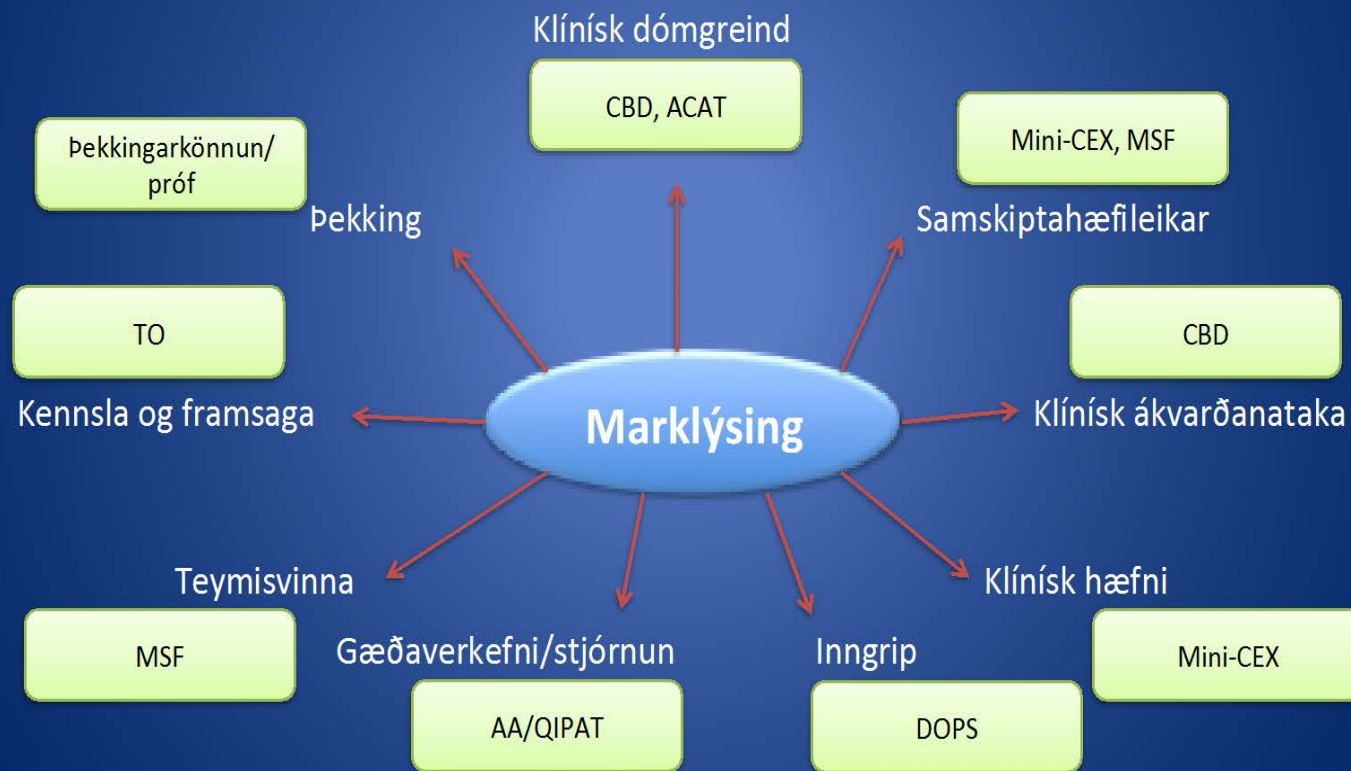 Klínísk dómgreind
CBD, ACAT
Þekkingarkönnun/
próf
Þekking
Mini-CEX, MSF
Samskiptahæfileikar
TO
Kennsla og framsaga
CBD
Klínísk ákvarðanataka
Marklýsing
Teymisvinna
MSF
Gæðaverkefni/stjórnun
AA/QIPAT
Inngrip
DOPS
Klínísk hæfni
Mini-CEX